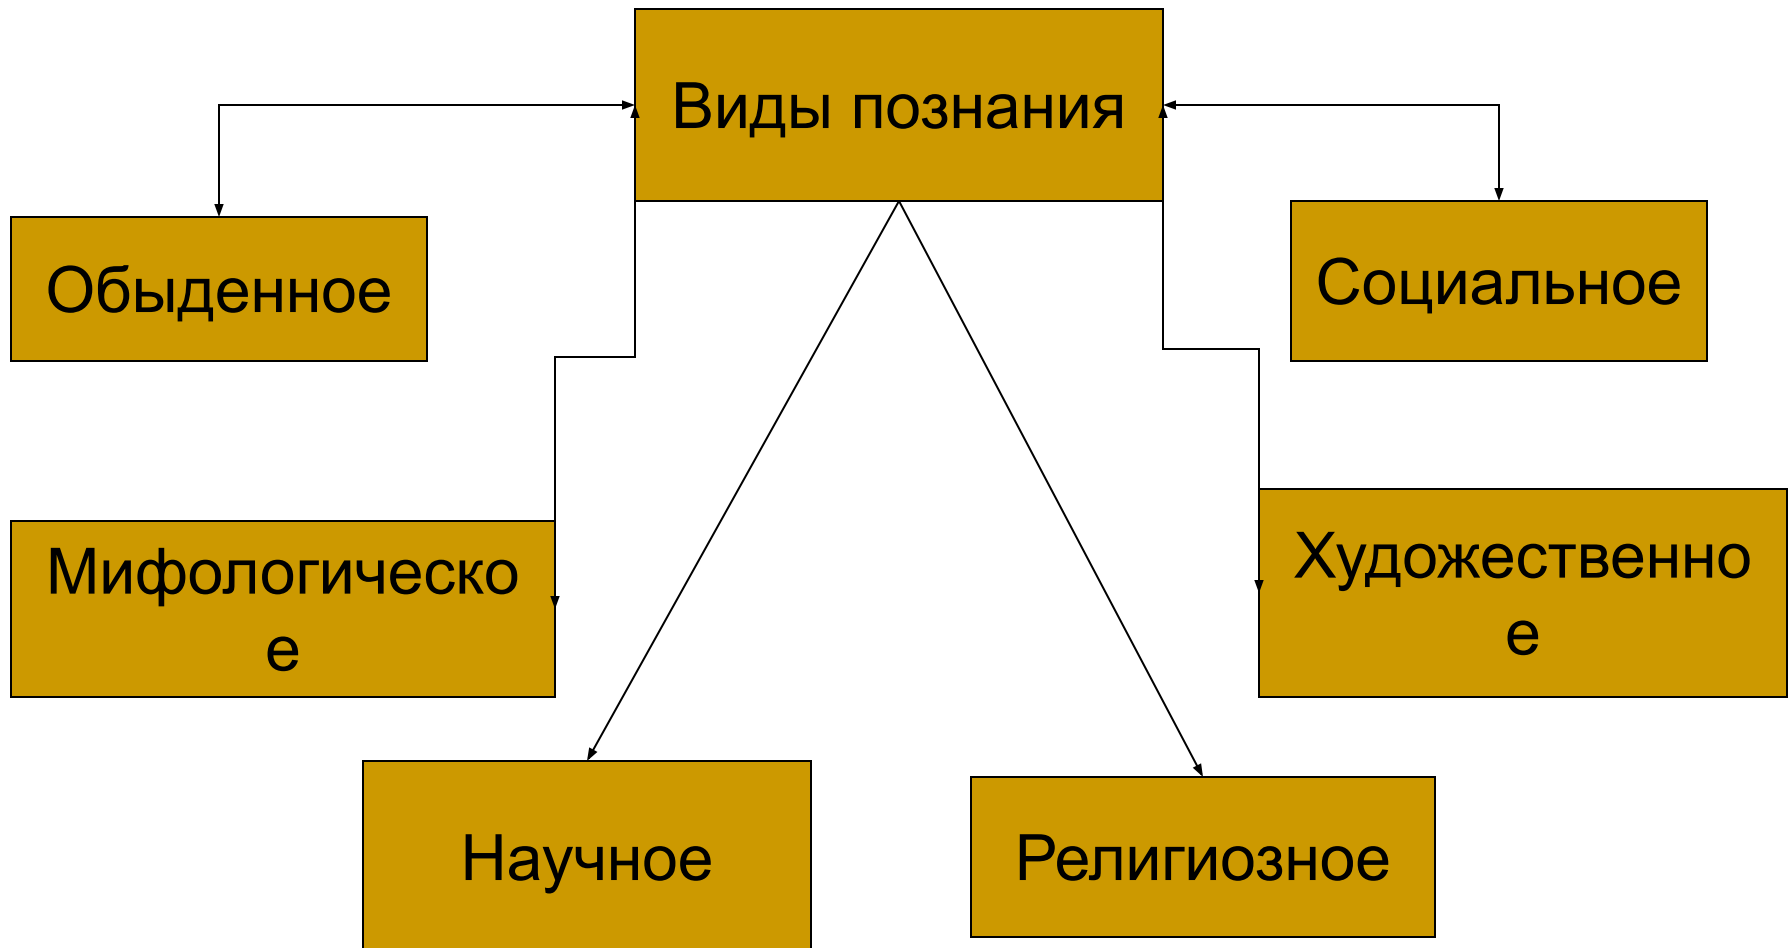 Виды познания
Обыденное
Социальное
Мифологическо
е
Художественно
е
Научное
Религиозное